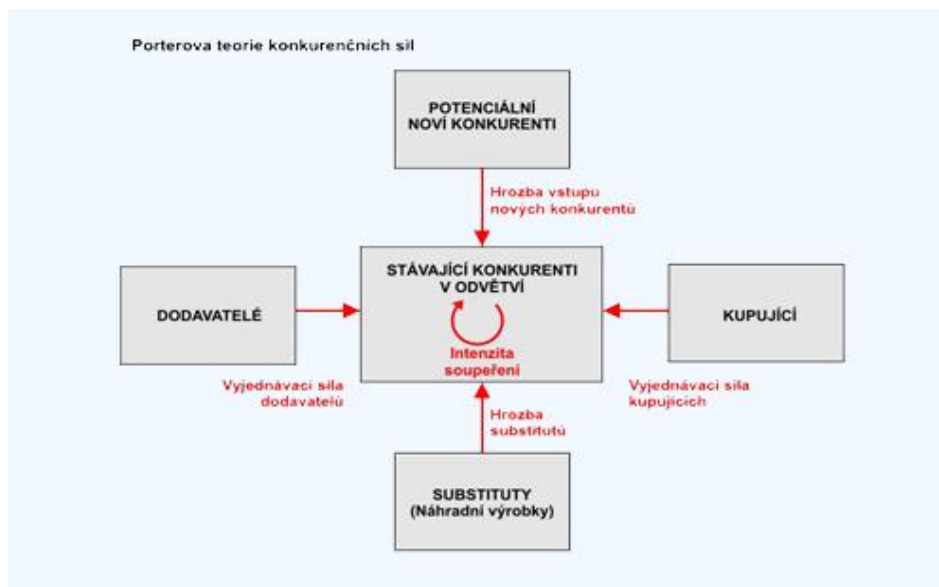 Porterova teorie konkurenčních sil
POTENCIÁLNÍ
NOVÍ KONKURENTI
Hrozba vstupu
nových konkurentů
STÁVAJÍCÍ KONKURENTI
V ODVĚTVÍ
DODAVATELÉ
KUPUJÍCÍ
Intenzita
soupeření
Vyjednávací síla
dodavatelů
Vyjednávací síla
kupujících
Hrozba
substitutů
SUBSTITUTY
(Náhradní výrobky)